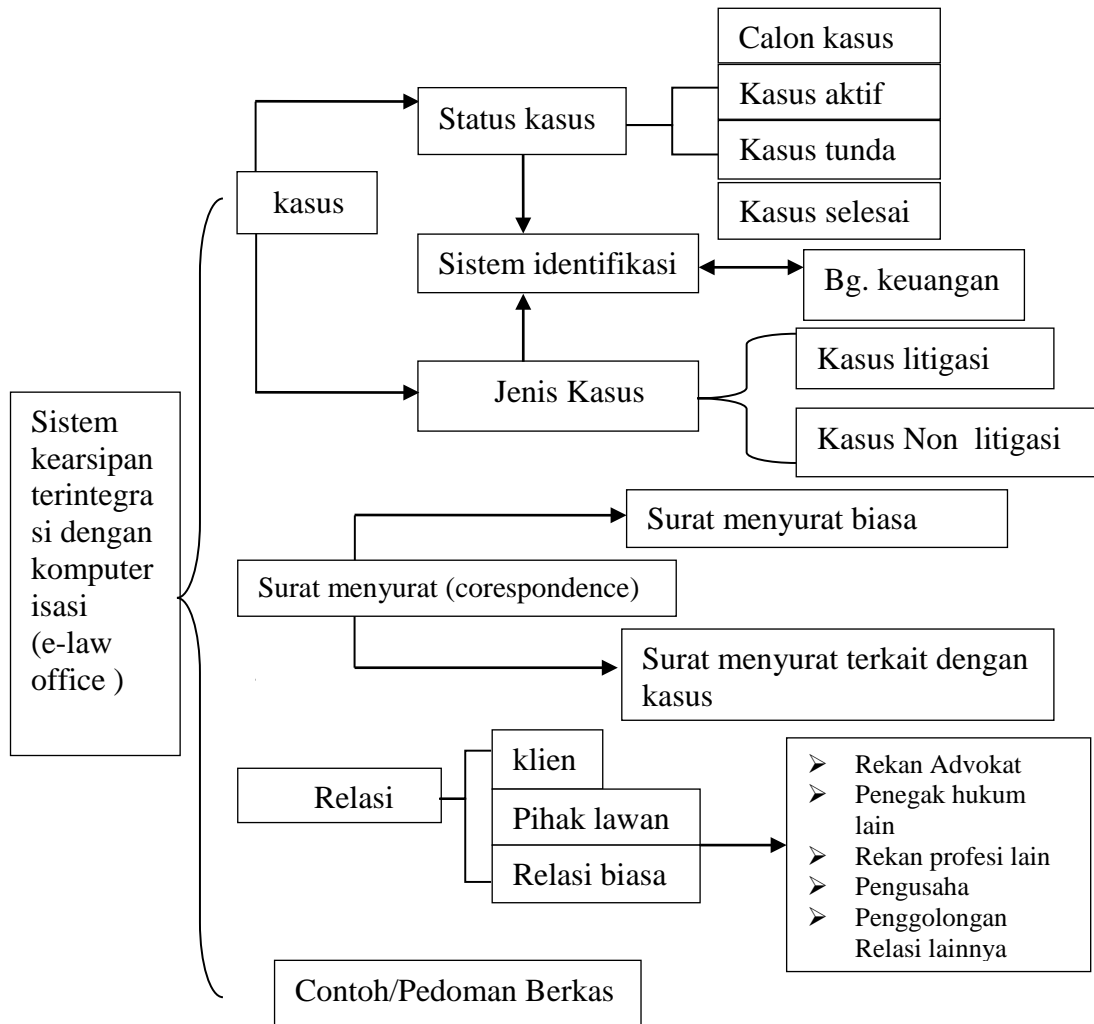 Calon kasus
Kasus aktif
Status kasus
Kasus tunda
kasus
Kasus selesai
Sistem identifikasi
Bg. keuangan
Kasus litigasi
Jenis Kasus
Kasus Non litigasi
Sistem
kearsipan
terintegra
si dengan
komputer
isasi
(e-law
office )
Surat menyurat biasa
Surat menyurat (corespondence)
Surat menyurat terkait dengan
kasus
klien
Relasi
Pihak lawan
Relasi biasa
➢ Rekan Advokat
➢ Penegak hukum
lain
➢ Rekan profesi lain
➢ Pengusaha
➢ Penggolongan
Relasi lainnya
Contoh/Pedoman Berkas